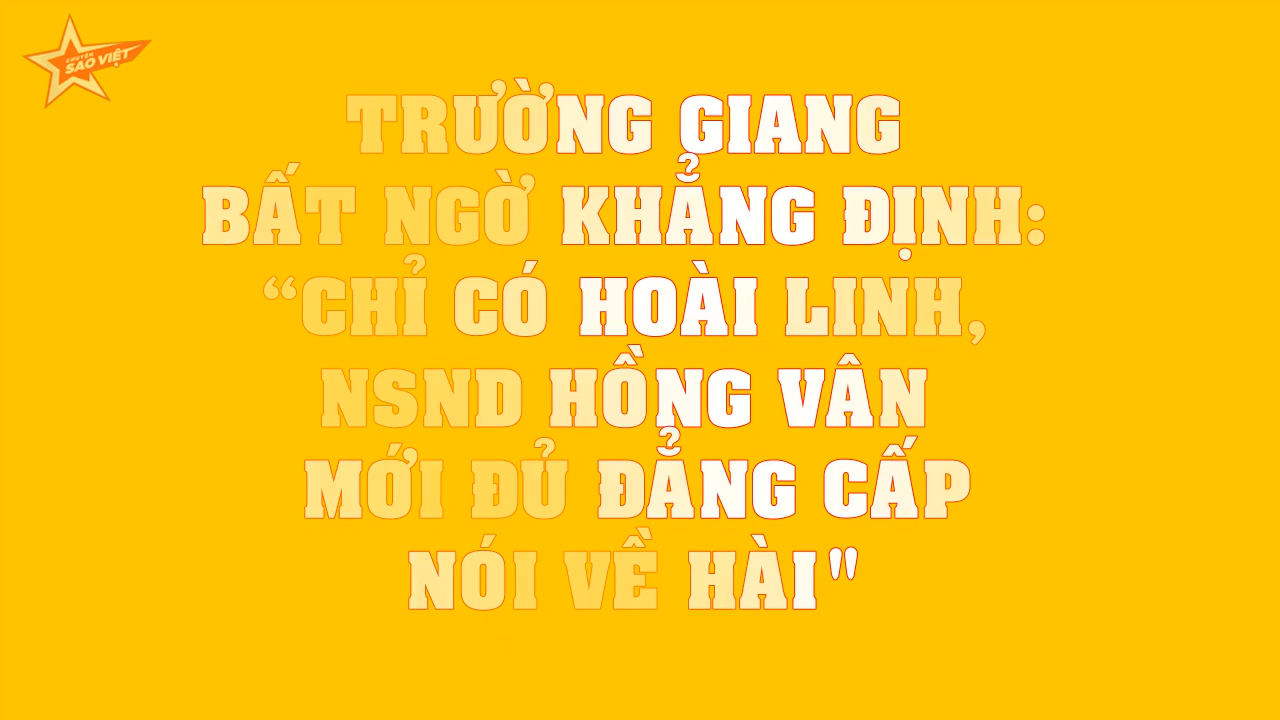 CHUYỆN
SAO VIỆT
TRƯỜNG GIANG
BẤT NGỜ KHẲNG ĐỊNH:
“CHỈ CÓ HOÀI LINH,
NSND HỒNG VÂN
MỚI ĐỦ ĐẲNG CẤP
NÓI VỀ HÀI"